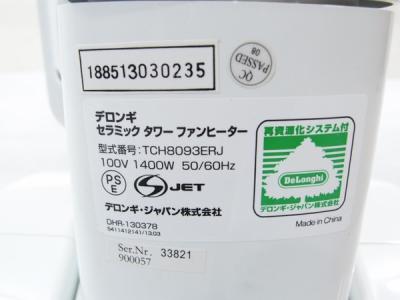 188513030235
QC
PASSED
08
デロンギ
セラミック タワー ファンヒーター
型式番号:TCH8093ERJ
100V 1400W 50/60Hz
PS
E
S JET
デロンギ・ジャパン株式会社
DHR-130378
5411412141/13.03
再資源化システム付
DeLonghi
デロンギ・ジャパン株式会社
Made in China
Ser.Nr. 33821
900057